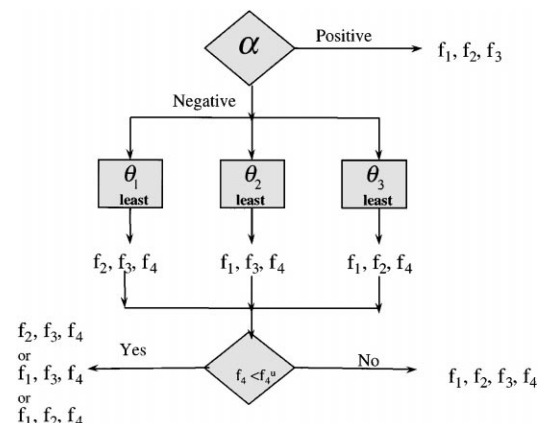 α
Positive
f₁, f₂, f₃
Negative
θ₁
least
θ₂
least
θ₃
least
f₂, f₃, f₄
f₁, f₃, f₄
f₁, f₂, f₄
f₂, f₃, f₄
or
f₁, f₃, f₄
or
f₁, f₂, f₄
Yes
f₄ <f₄ᵘ
No
f₁, f₂, f₃, f₄